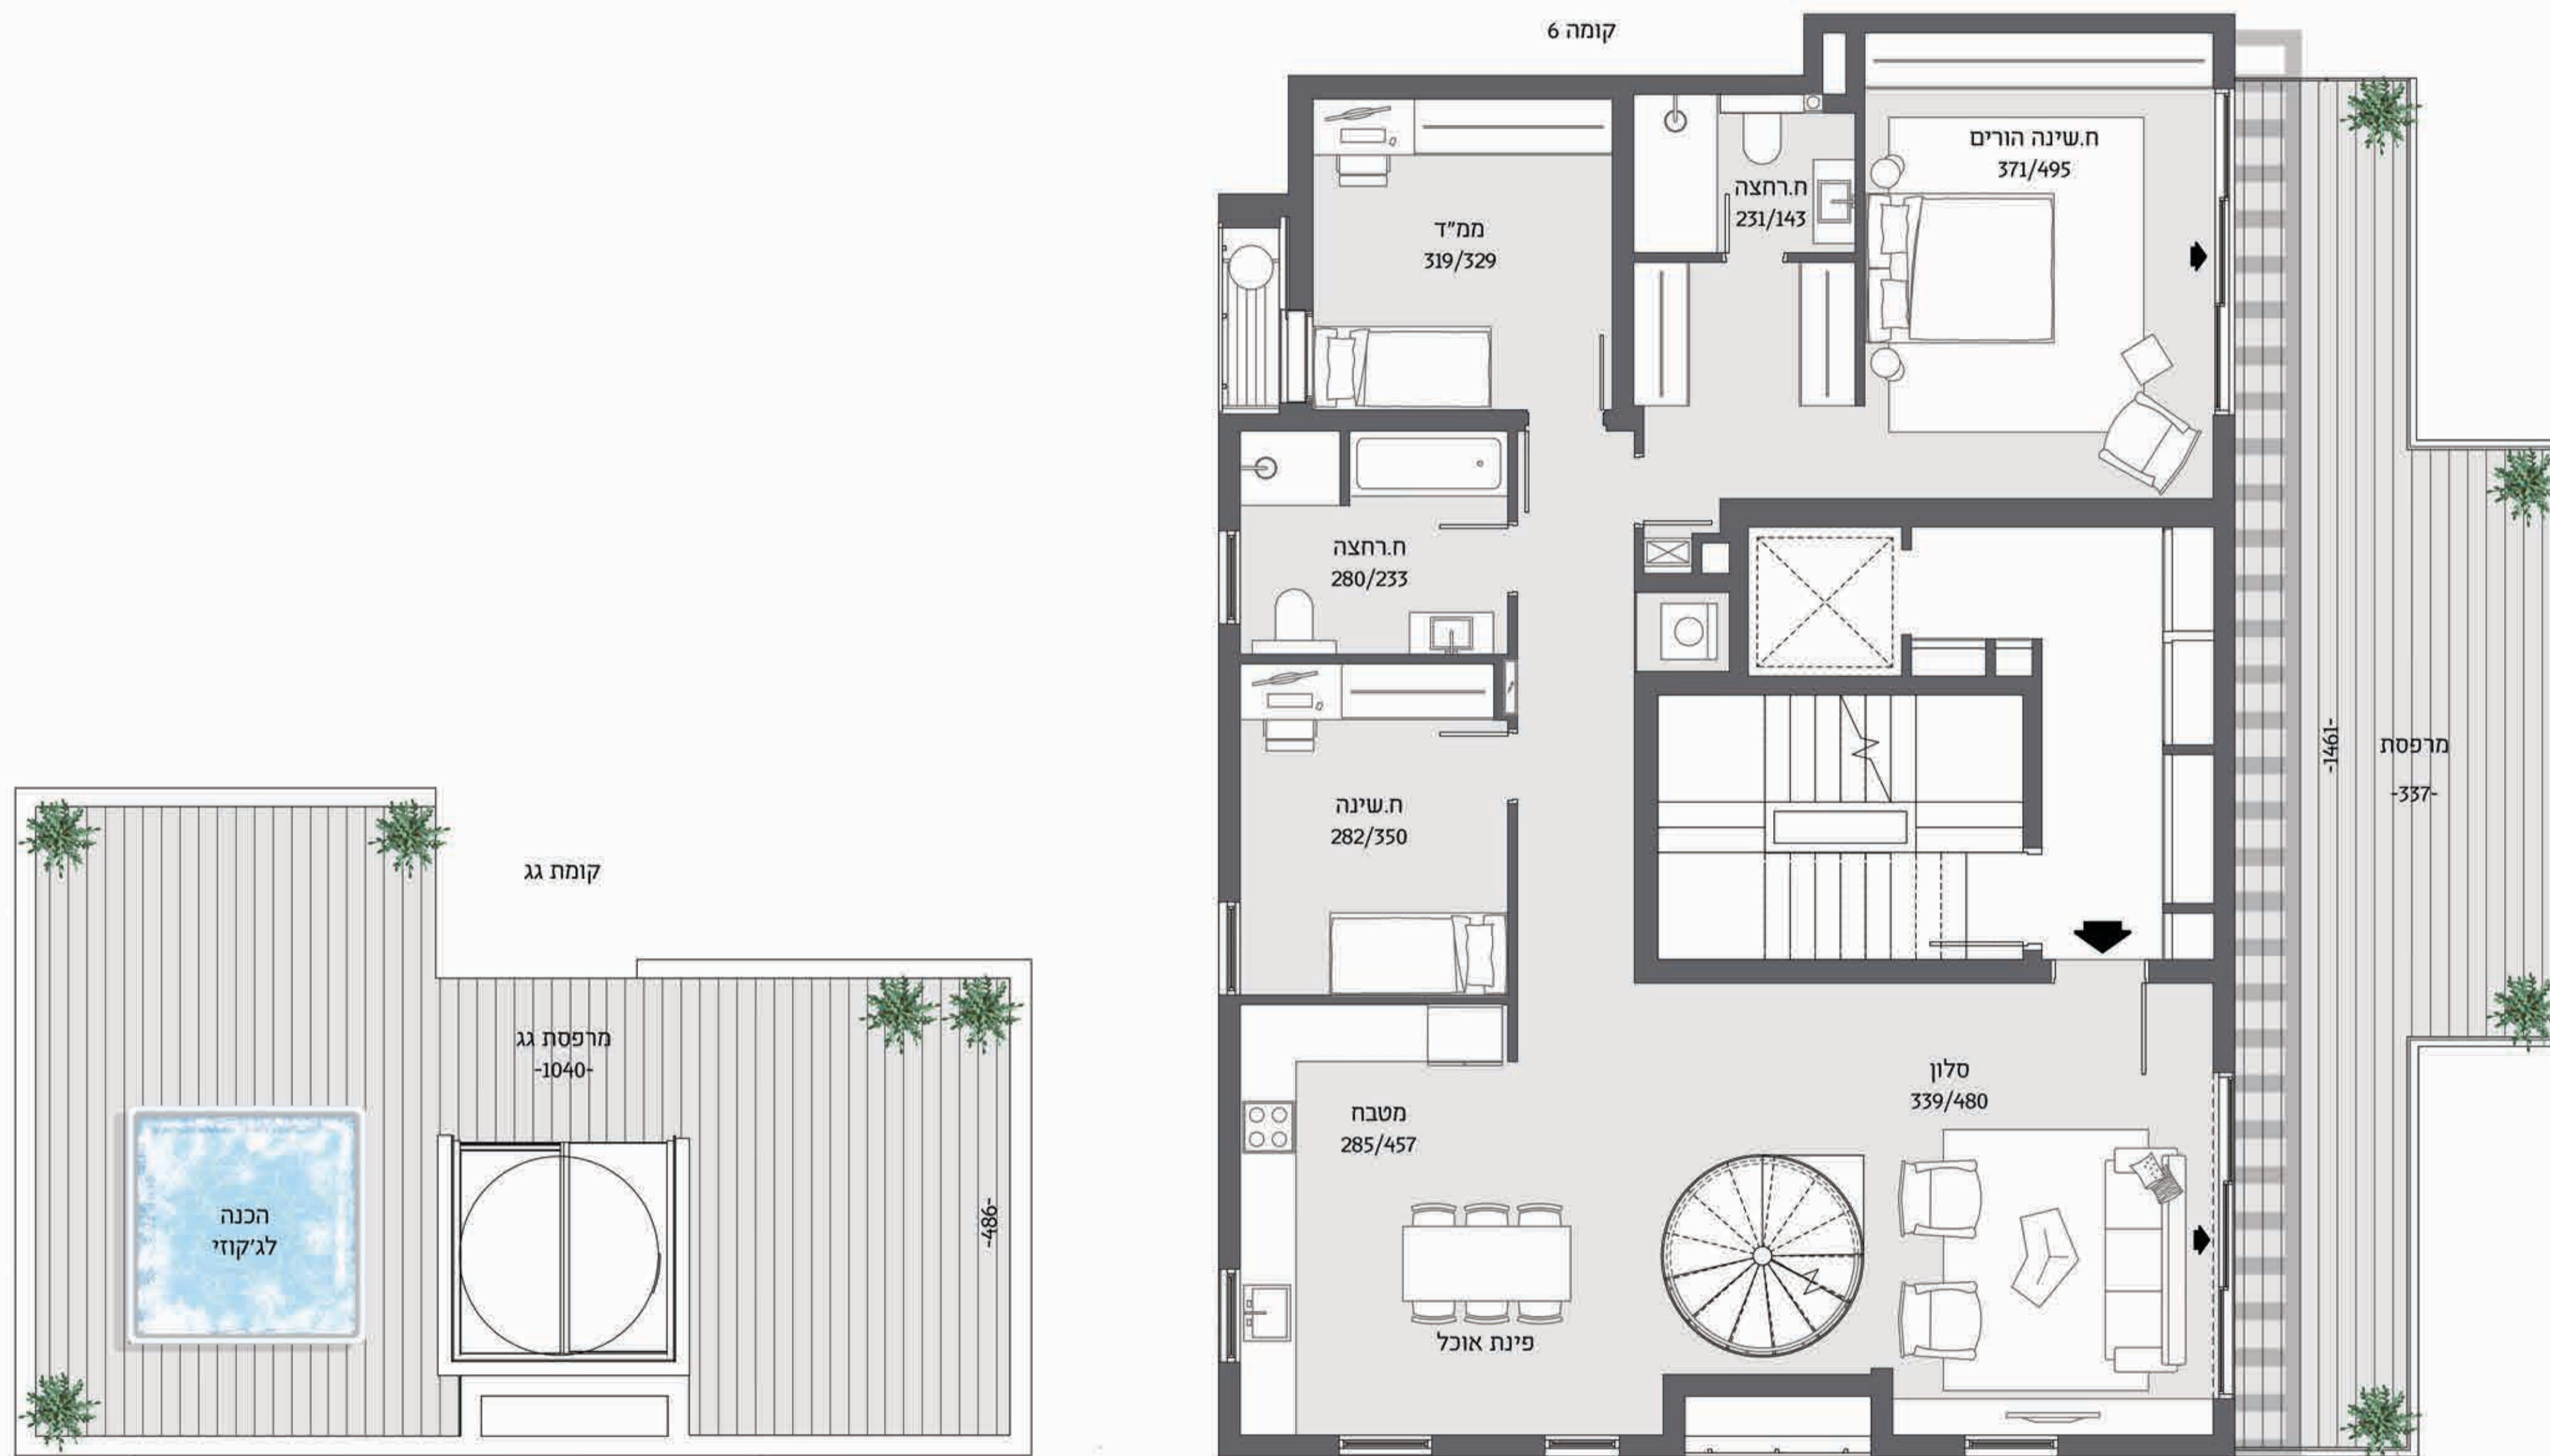 קומה 6
ח.שינה הורים
371/495
ח.רחצה
231/143
ממ"ד
319/329
ח.רחצה
280/233
מרפסת
-337-
-1461-
ח.שינה
282/350
סלון
339/480
מטבח
285/457
פינת אוכל
קומת גג
מרפסת גג
-1040-
-486-
הכנה
לג'קוזי